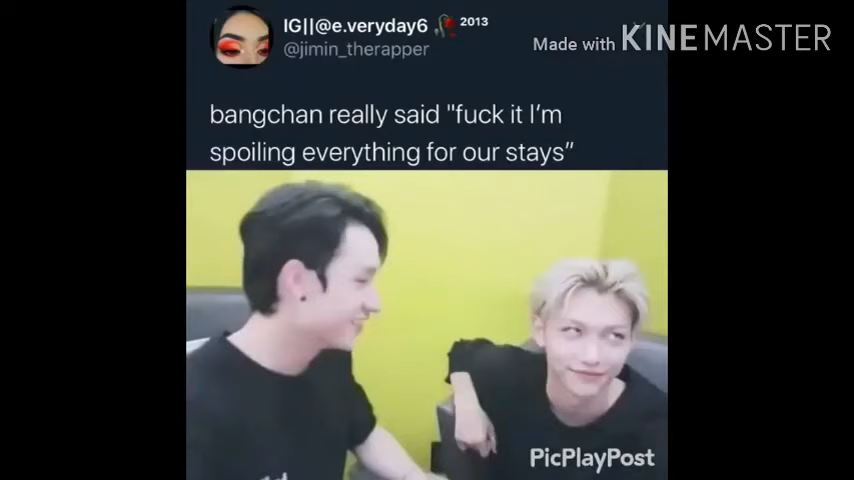 IG||@e.veryday6 🥀 2013
@jimin_therapper
Made with KINEMASTER
bangchan really said "fuck it I’m
spoiling everything for our stays”
PicPlayPost